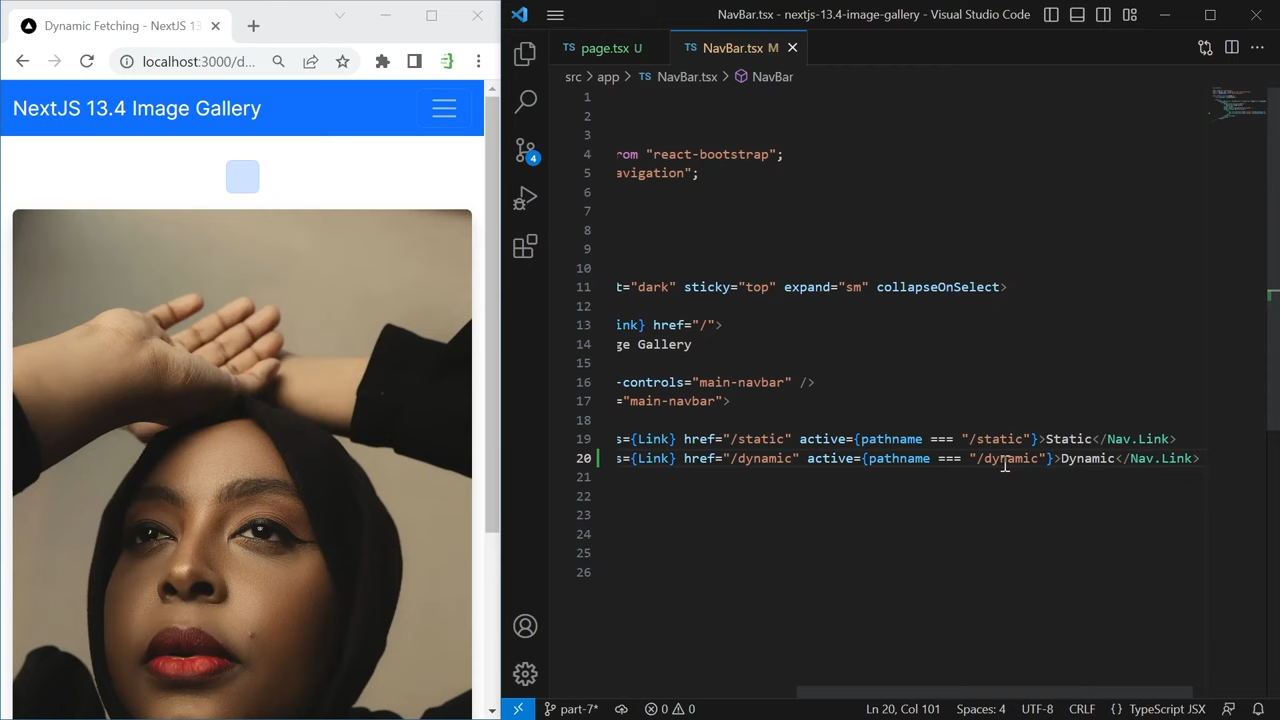 Dynamic Fetching - NextJS 13
localhost:3000/d...
NextJS 13.4 Image Gallery
NavBar.tsx - nextjs-13.4-image-gallery - Visual Studio Code
page.tsx U
NavBar.tsx M
src > app > NavBar.tsx > NavBar
1
2
3
4 rom "react-bootstrap";
5 avigation";
6
7
8
9
10
11 t="dark" sticky="top" expand="sm" collapseOnSelect>
12
13 ink} href="/">
14 ge Gallery
15
16 -controls="main-navbar" />
17 ="main-navbar">
18
19 s={Link} href="/static" active={pathname === "/static"}>Static</Nav.Link>
20 s={Link} href="/dynamic" active={pathname === "/dynamic"}>Dynamic</Nav.Link>
21
22
23
24
25
26
4
part-7* 0 0 Ln 20, Col 101 Spaces: 4 UTF-8 CRLF {} TypeScript JSX